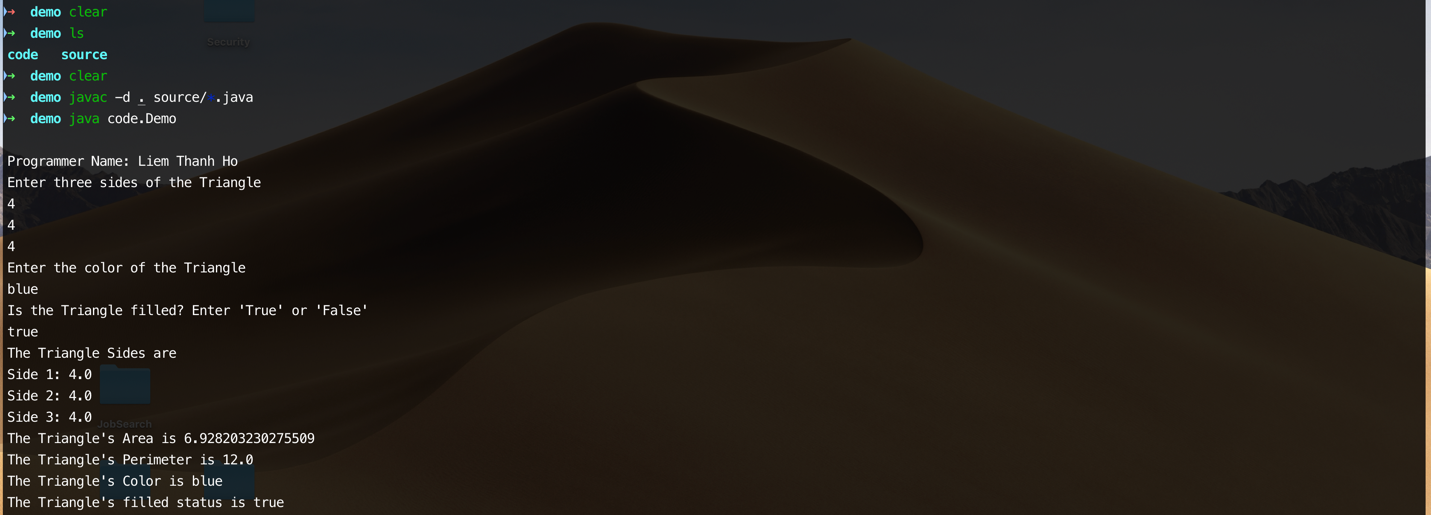 → demo clear
Security
→ demo ls
code source
→ demo clear
→ demo javac -d . source/*.java
→ demo java code.Demo
Programmer Name: Liem Thanh Ho
Enter three sides of the Triangle
4
4
4
Enter the color of the Triangle
blue
Is the Triangle filled? Enter 'True' or 'False'
true
The Triangle Sides are
Side 1: 4.0
Side 2: 4.0
Side 3: 4.0
JobSearch
The Triangle's Area is 6.928203230275509
The Triangle's Perimeter is 12.0
The Triangle's Color is blue
The Triangle's filled status is true